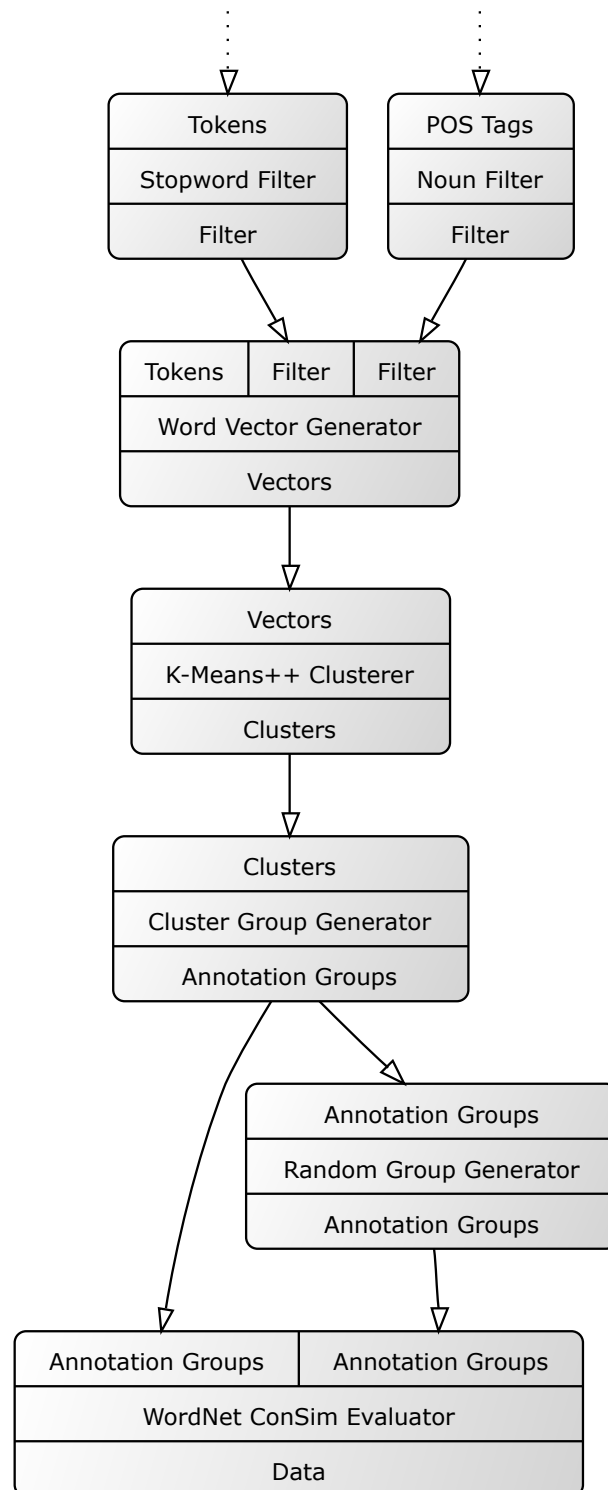 Tokens
POS Tags
Stopword Filter
Noun Filter
Filter
Filter
Tokens
Filter
Filter
Word Vector Generator
Vectors
Vectors
K-Means++ Clusterer
Clusters
Clusters
Cluster Group Generator
Annotation Groups
Annotation Groups
Random Group Generator
Annotation Groups
Annotation Groups
Annotation Groups
WordNet ConSim Evaluator
Data